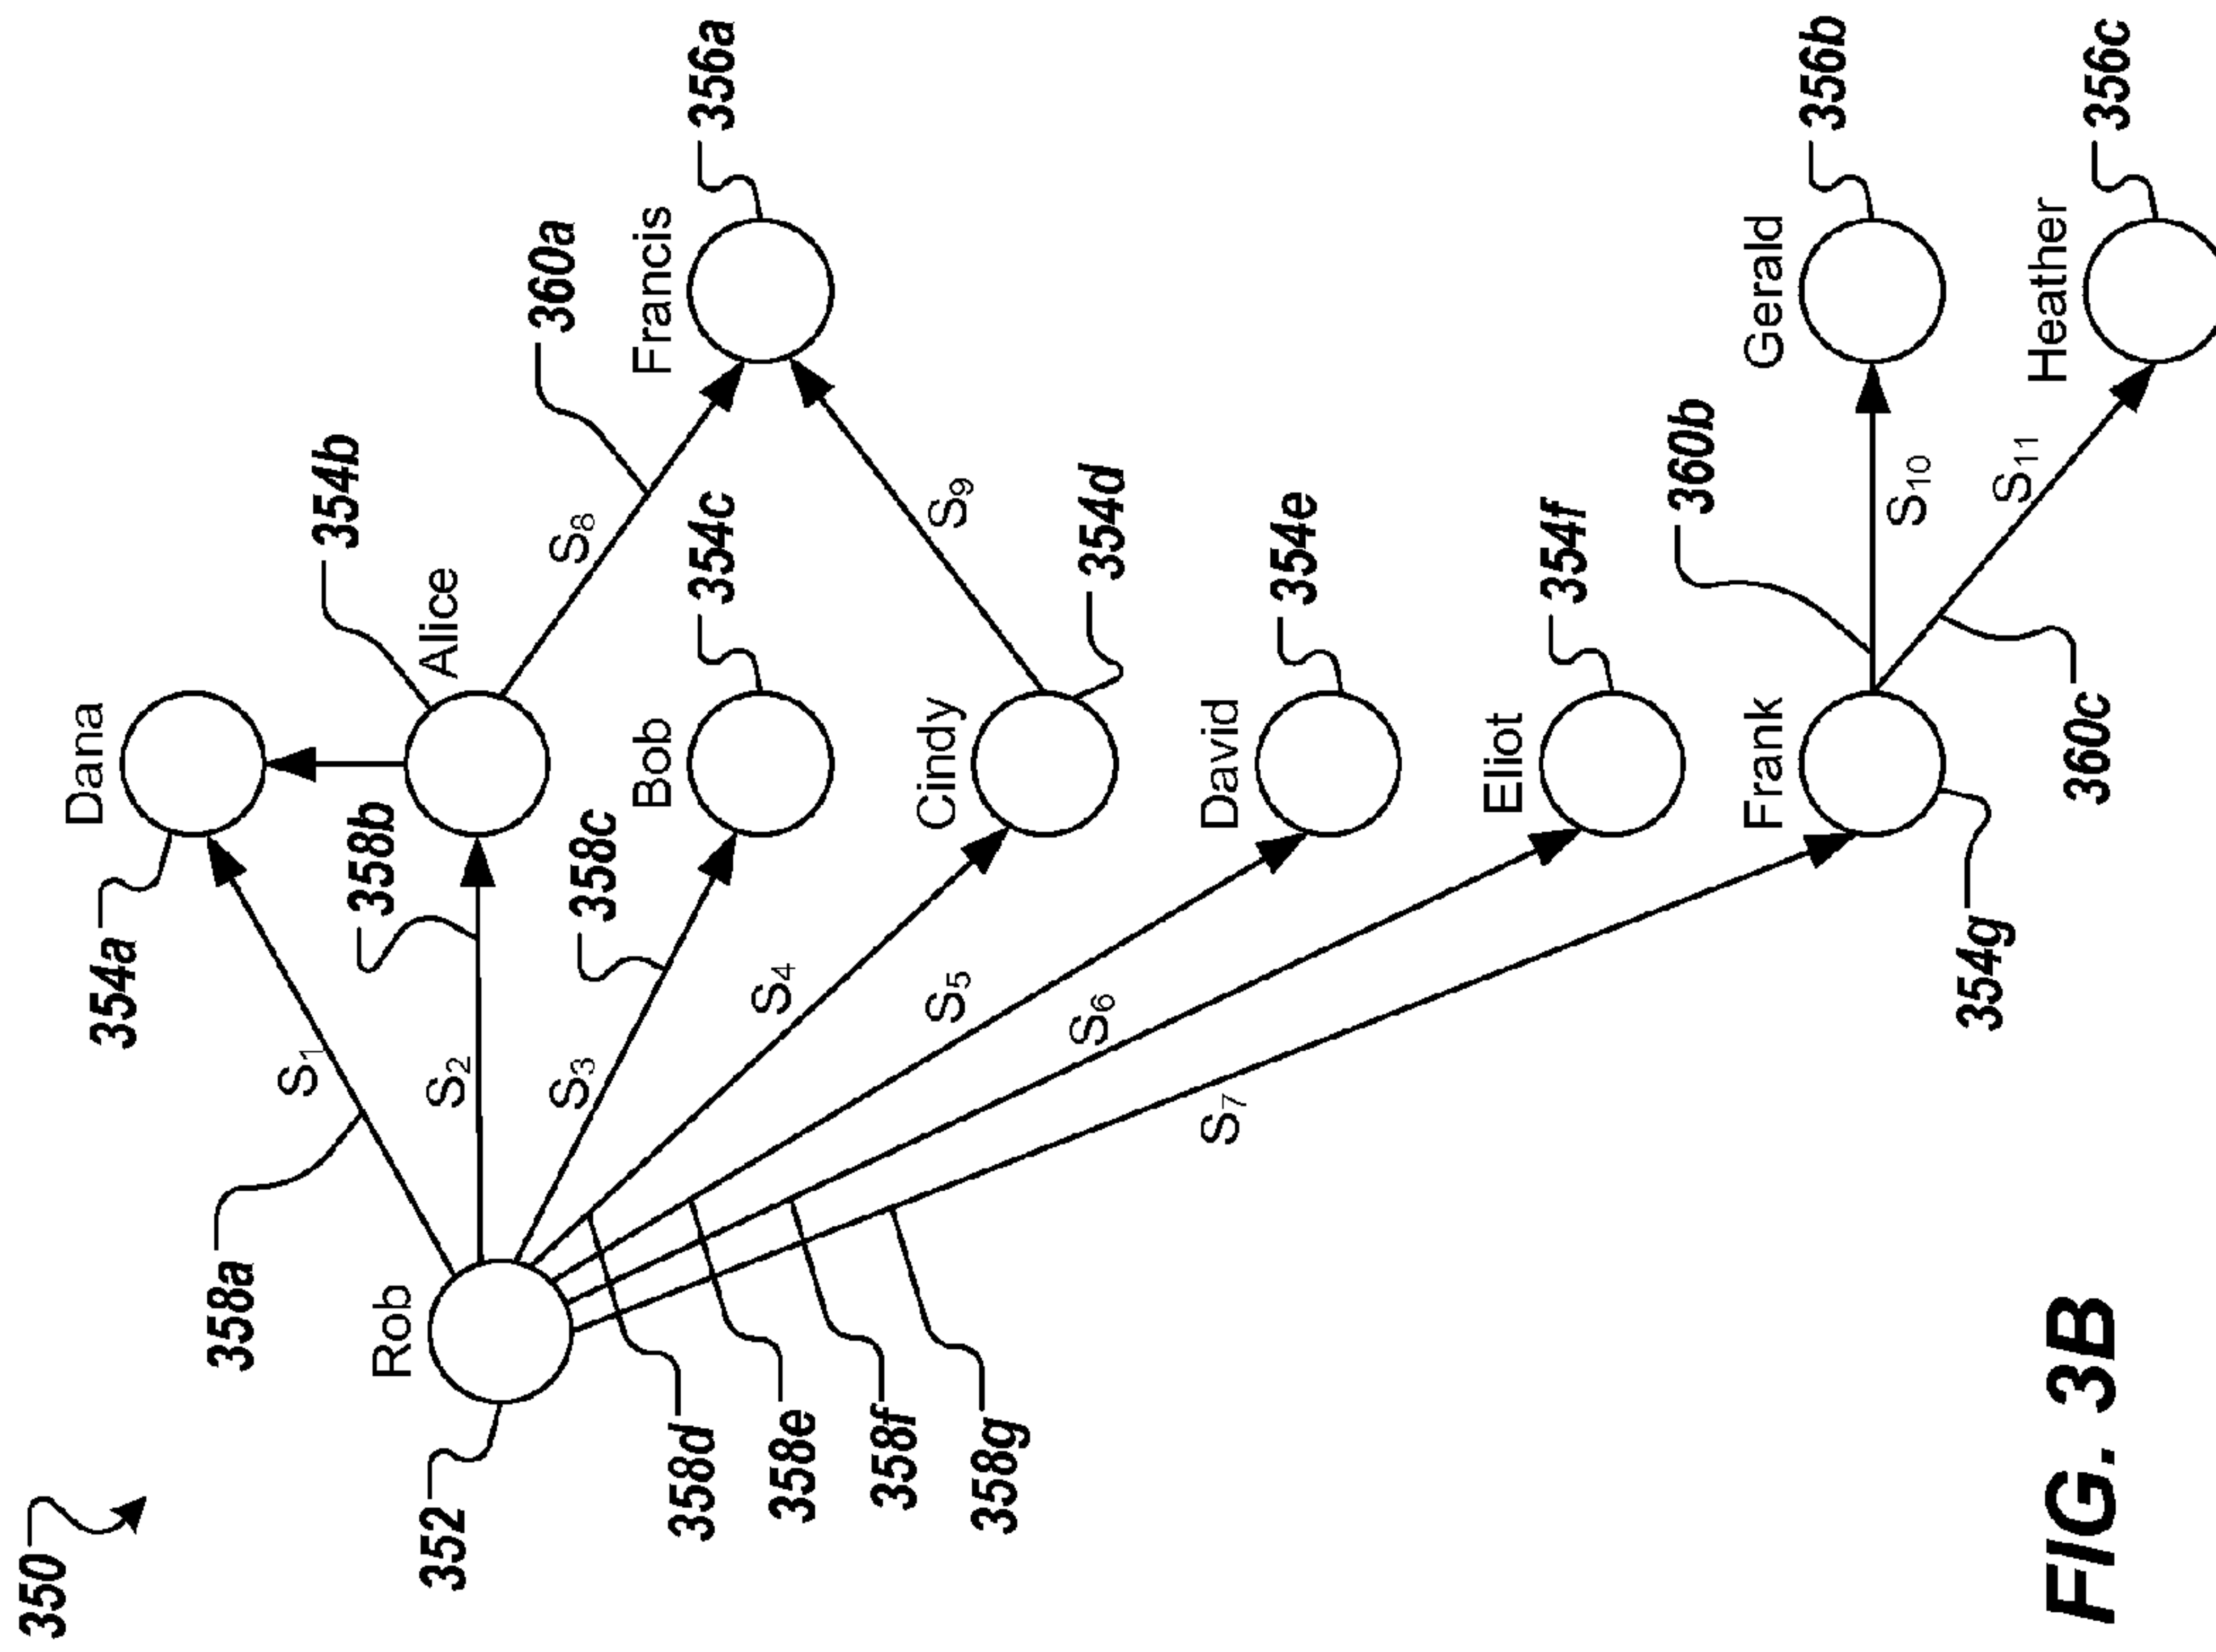 350
352
Rob
358a
358b
358c
358d
358e
358f
358g
S1
S2
S3
S4
S5
S6
S7
354a
Dana
Alice
354b
Bob
354c
Cindy
354d
David
354e
Eliot
354f
Frank
354g
S8
360a
S9
Francis
356a
360b
S10
S11
360c
Gerald
356b
Heather
356c
FIG. 3B